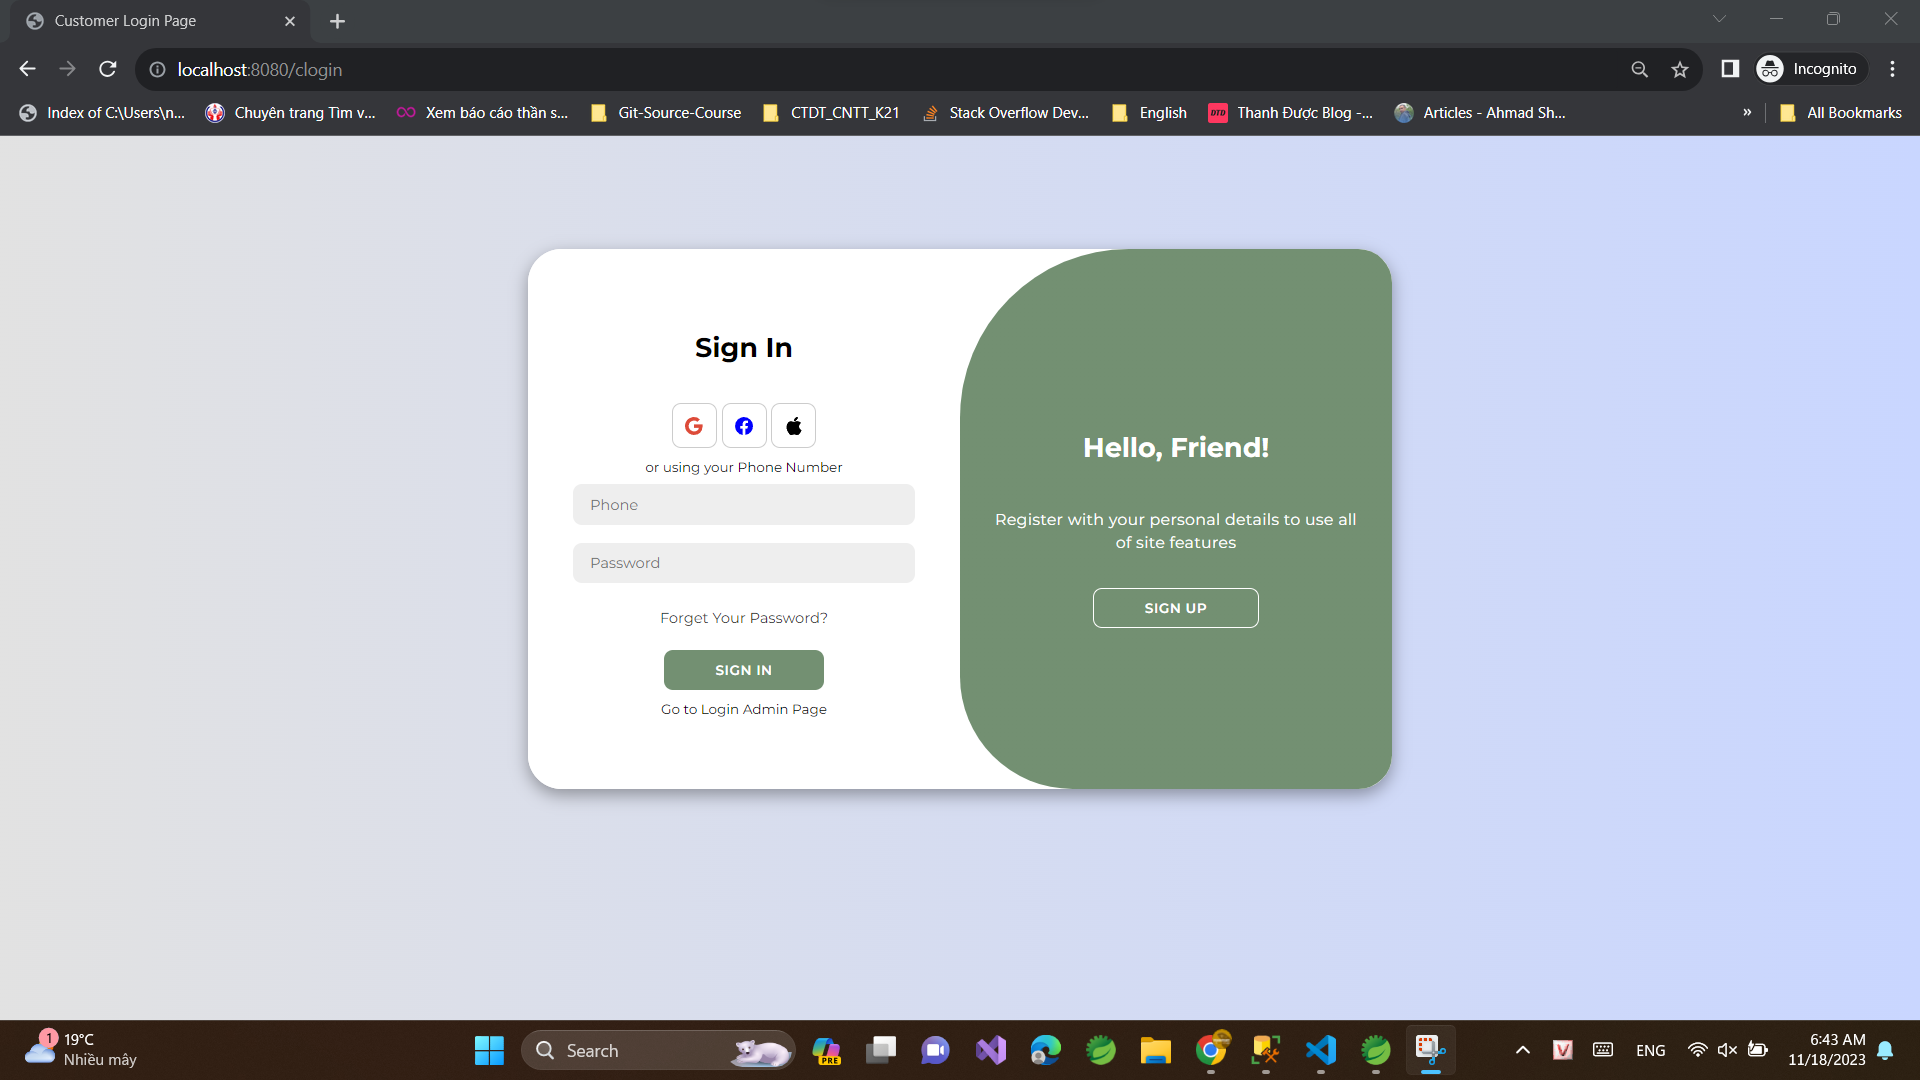 Customer Login Page
localhost:8080/clogin
Incognito
Index of C:\Users\n...
Chuyên trang Tìm v...
Xem báo cáo thần s...
Git-Source-Course
CTDT_CNTT_K21
Stack Overflow Dev...
English
DTD
Thanh Được Blog -...
Articles - Ahmad Sh...
»
All Bookmarks
Sign In
or using your Phone Number
Phone
Password
Forget Your Password?
SIGN IN
Go to Login Admin Page
Hello, Friend!
Register with your personal details to use all
of site features
SIGN UP
1
19°C
Nhiều mây
Search
PRE
V
ENG
6:43 AM
11/18/2023